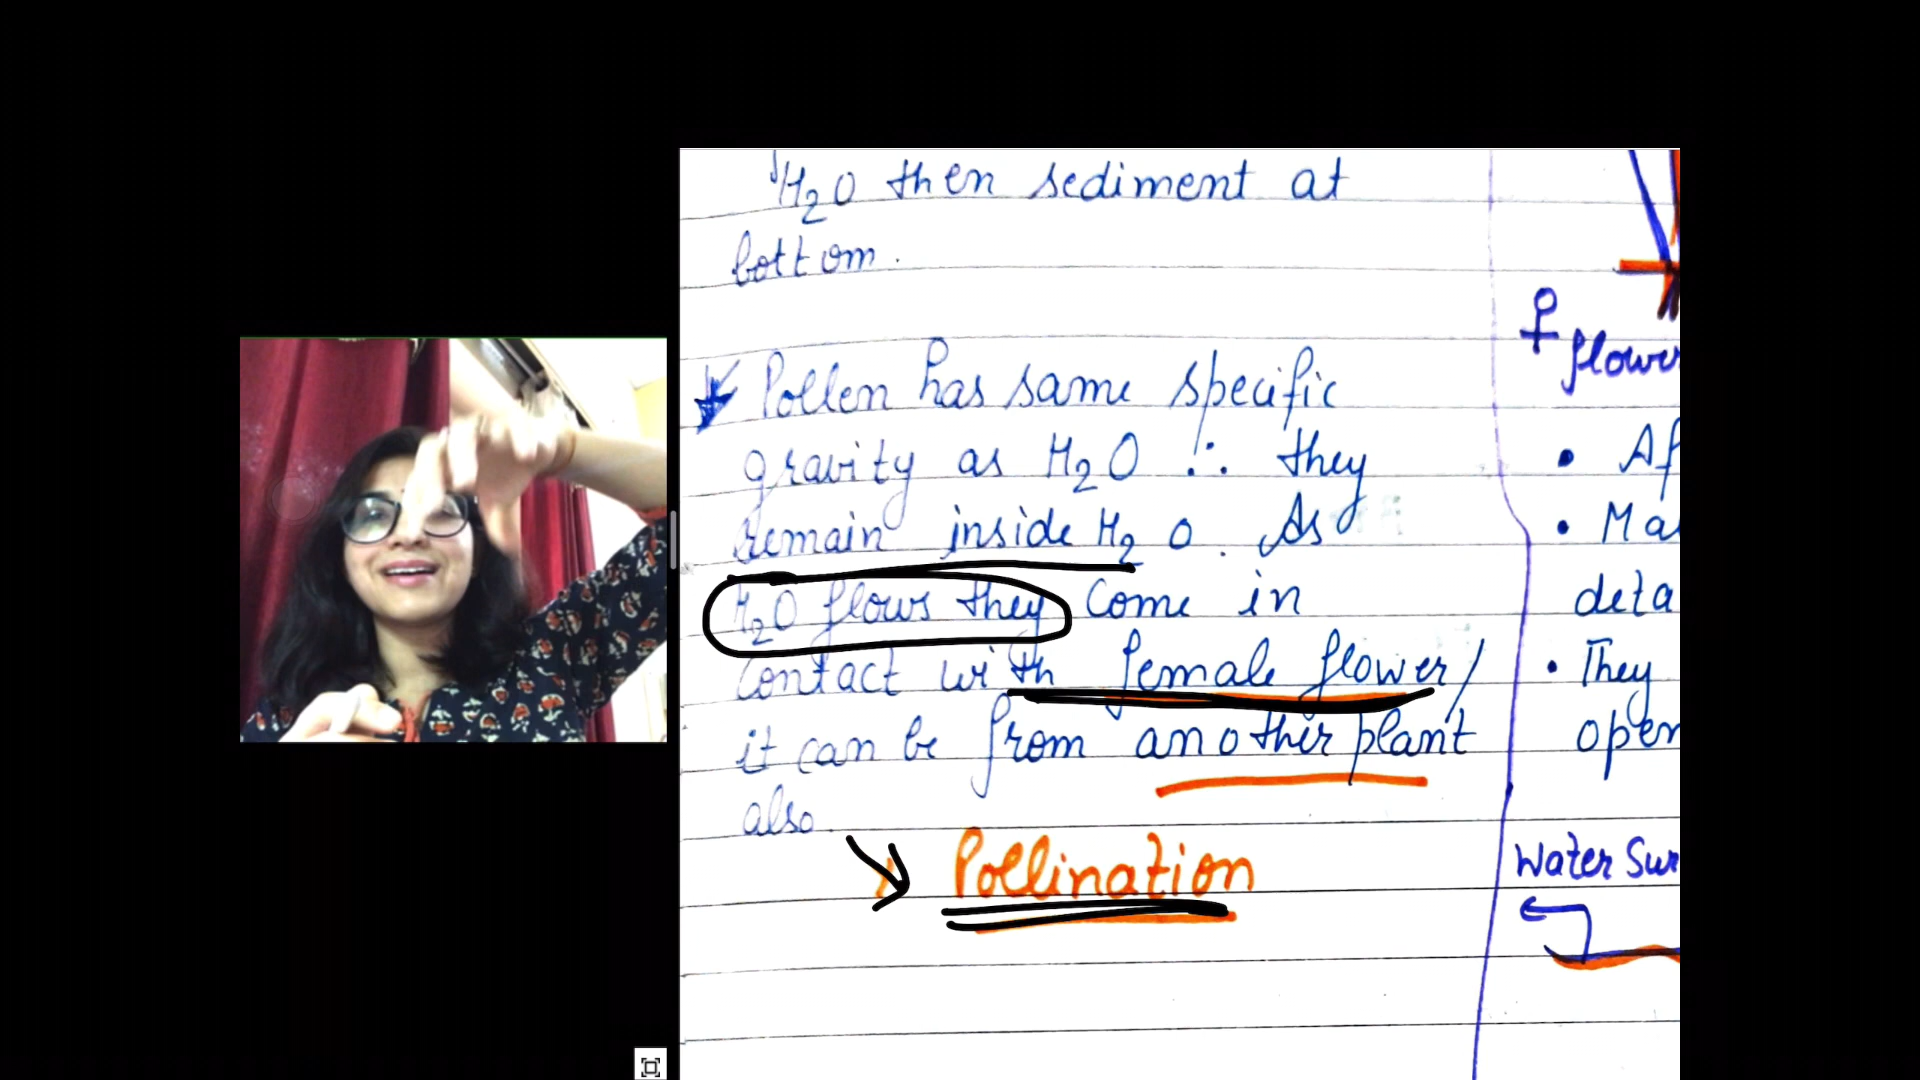 H₂O then sediment at
bottom.
Pollen has same specific
gravity as H₂O ∴ they
remain inside H₂O. As
H₂O flows they come in
contact with female flower/
it can be from another plant
also.
Pollination
♀ flower
• Af
• Ma
deta
• They
open
Water Sur